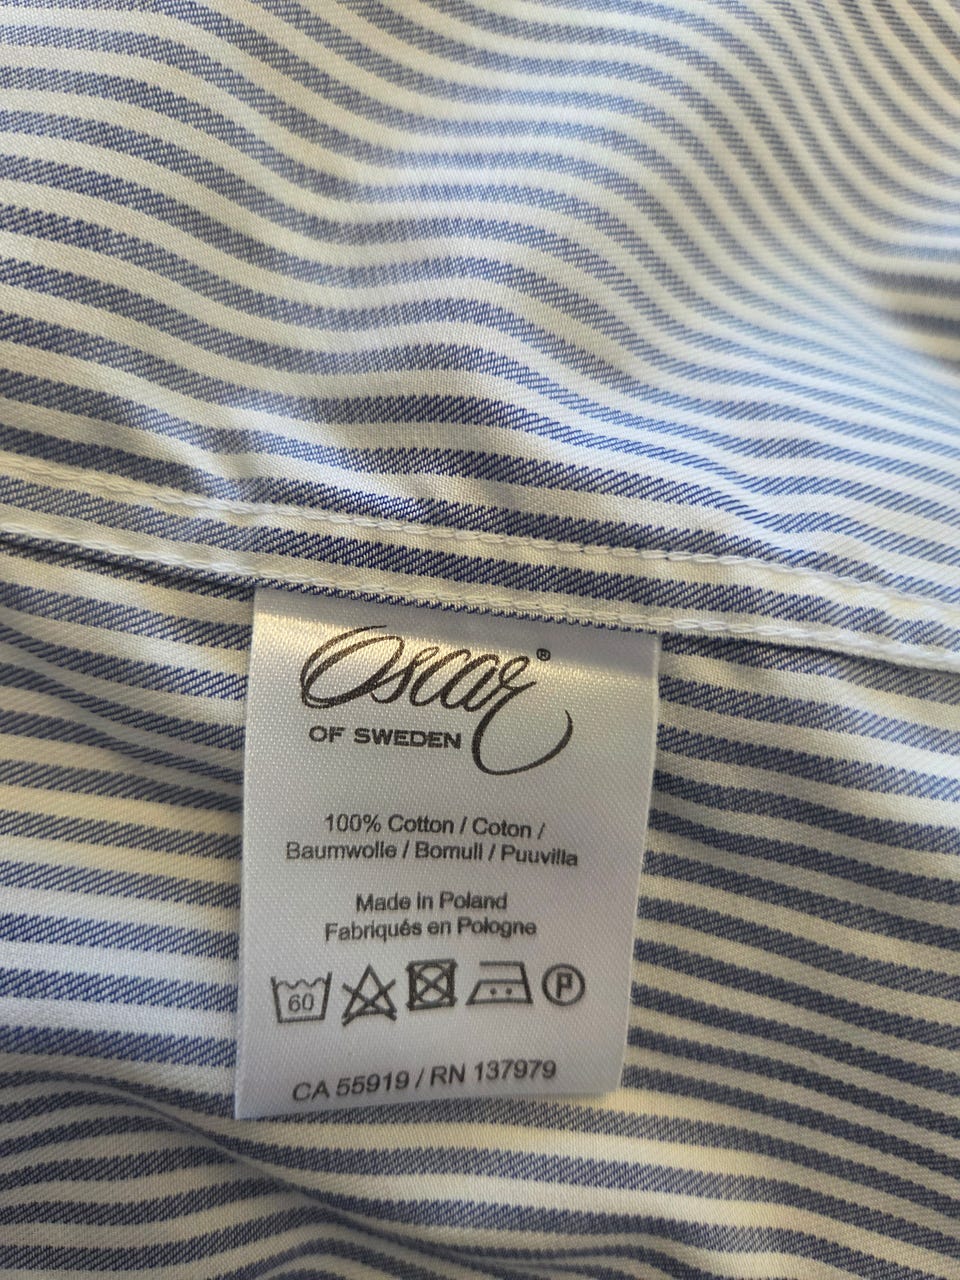 Oscar®
OF SWEDEN
100% Cotton / Coton /
Baumwolle / Bomull / Puuvilla
Made in Poland
Fabriqués en Pologne
60 P
CA 55919 / RN 137979